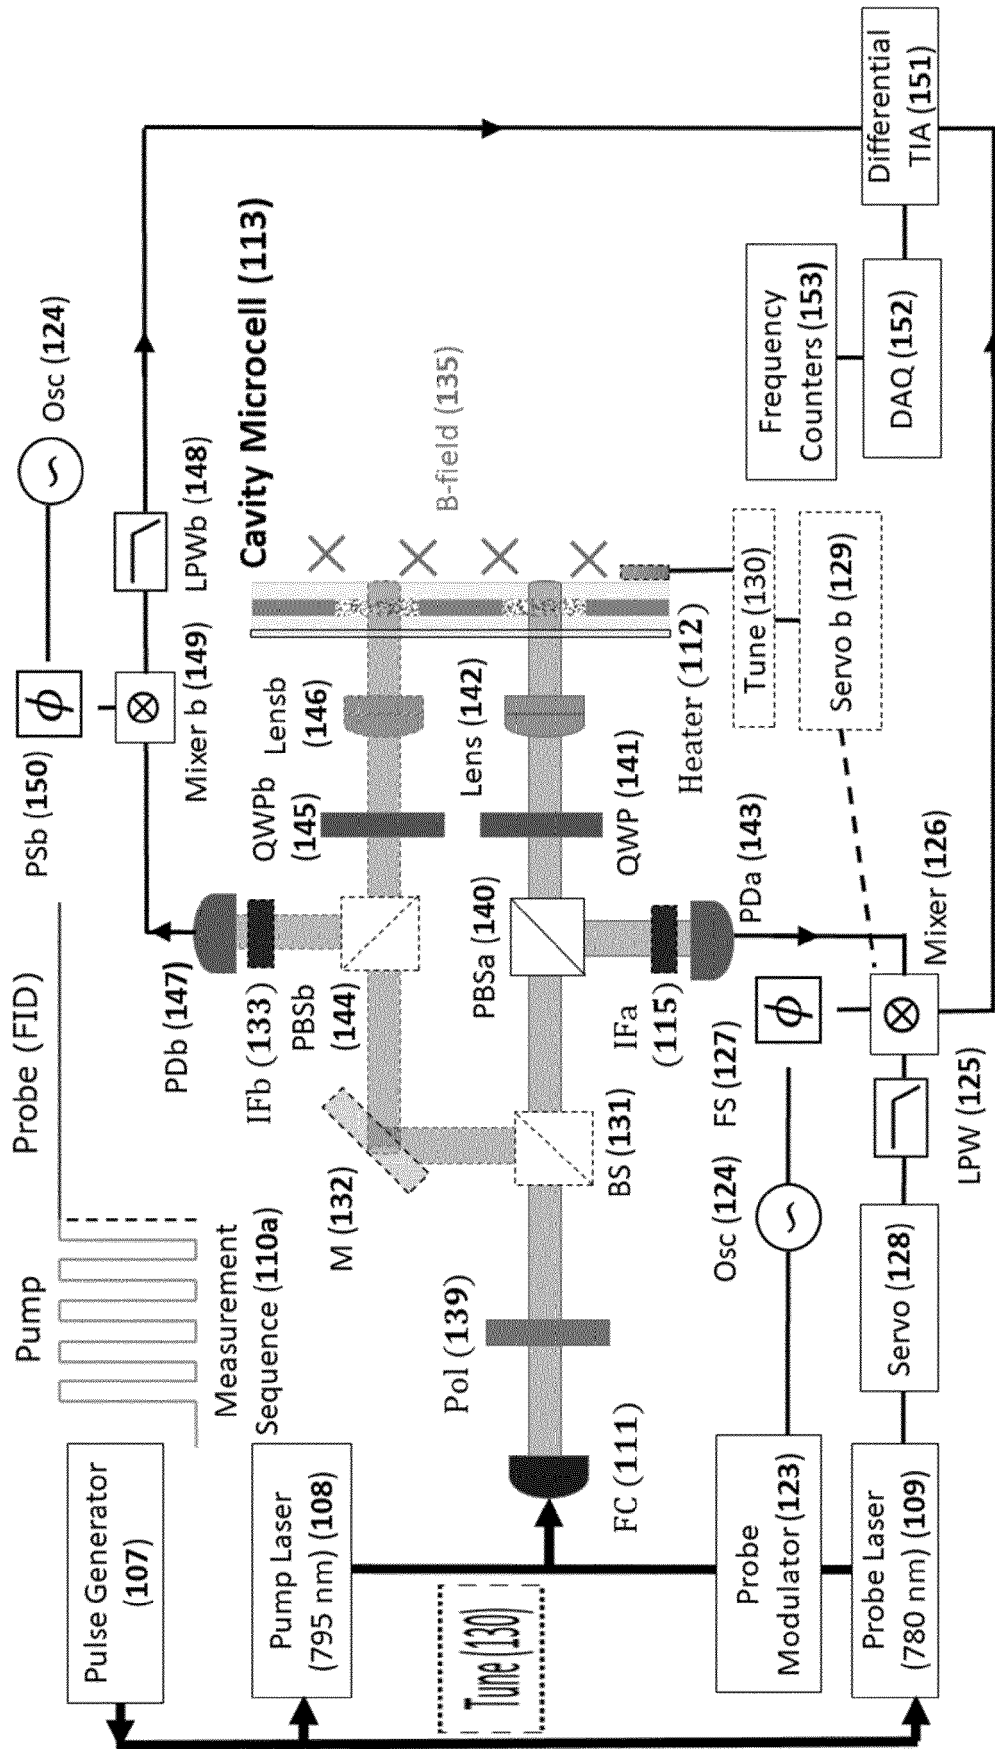 Pulse Generator
(107)
Pump
Probe (FID)
Measurement
Sequence (110a)
PSb (150)
ϕ
Osc (124)
~
Mixer b (149)
⊗
LPWb (148)
PDb (147)
IFb (133)
PBSb
(144)
QWPb
(145)
Lensb
(146)
Cavity Microcell (113)
B-field (135)
M (132)
Pump Laser
(795 nm) (108)
Pol (139)
FC (111)
BS (131)
PBSa (140)
QWP (141)
Lens (142)
Heater (112)
Tune (130)
IFa
(115)
PDa (143)
Tune (130)
Servo b (129)
Probe
Modulator (123)
Osc (124)
~
FS (127)
ϕ
Mixer (126)
⊗
Probe Laser
(780 nm) (109)
Servo (128)
LPW (125)
Frequency
Counters (153)
DAQ (152)
Differential
TIA (151)